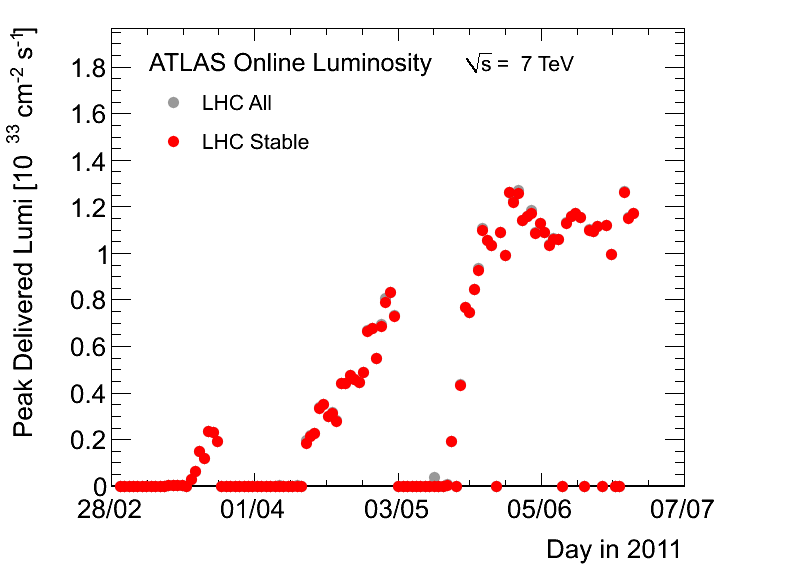 Peak Delivered Lumi [10 33 cm-2 s-1]
ATLAS Online Luminosity √s = 7 TeV
LHC All
LHC Stable
1.8
1.6
1.4
1.2
1
0.8
0.6
0.4
0.2
0
28/02 01/04 03/05 05/06 07/07
Day in 2011